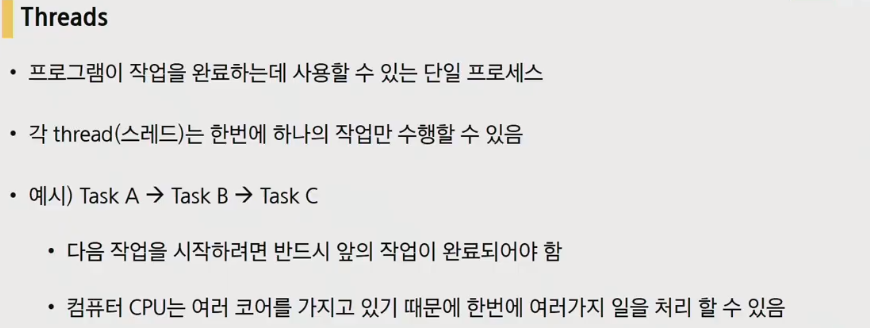 Threads
• 프로그램이 작업을 완료하는데 사용할 수 있는 단일 프로세스
• 각 thread(스레드)는 한번에 하나의 작업만 수행할 수 있음
• 예시) Task A → Task B → Task C
• 다음 작업을 시작하려면 반드시 앞의 작업이 완료되어야 함
• 컴퓨터 CPU는 여러 코어를 가지고 있기 때문에 한번에 여러가지 일을 처리 할 수 있음